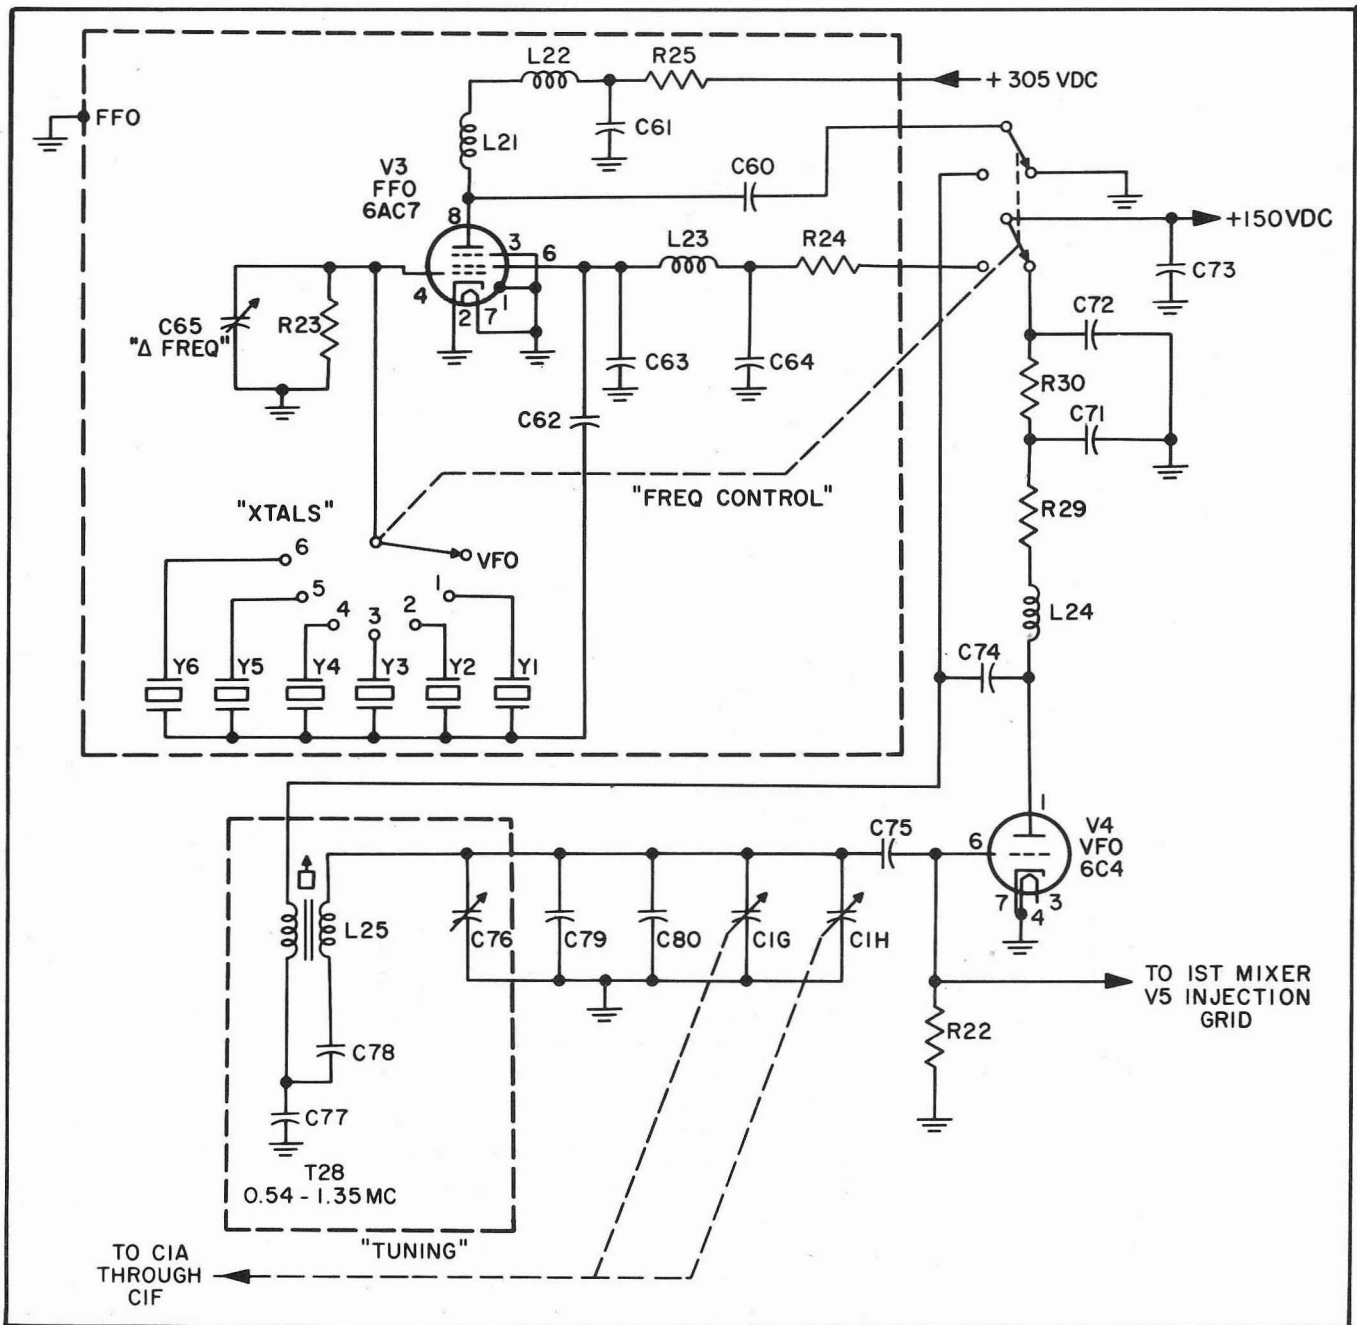 L22
R25
+ 305 VDC
FFO
C61
L21
C60
V3
FFO
6AC7
8
3
6
L23
R24
+150VDC
4
1
2
7
C65
"Δ FREQ"
R23
C63
C64
C73
C72
R30
C71
C62
"FREQ CONTROL"
R29
"XTALS"
6
VFO
5
4
3
2
1
L24
C74
Y6
Y5
Y4
Y3
Y2
Y1
1
C75
6
V4
VFO
6C4
7
4
3
L25
C76
C79
C80
C1G
C1H
TO 1ST MIXER
V5 INJECTION
GRID
R22
C78
C77
T28
0.54 - 1.35 MC
"TUNING"
TO C1A
THROUGH
C1F